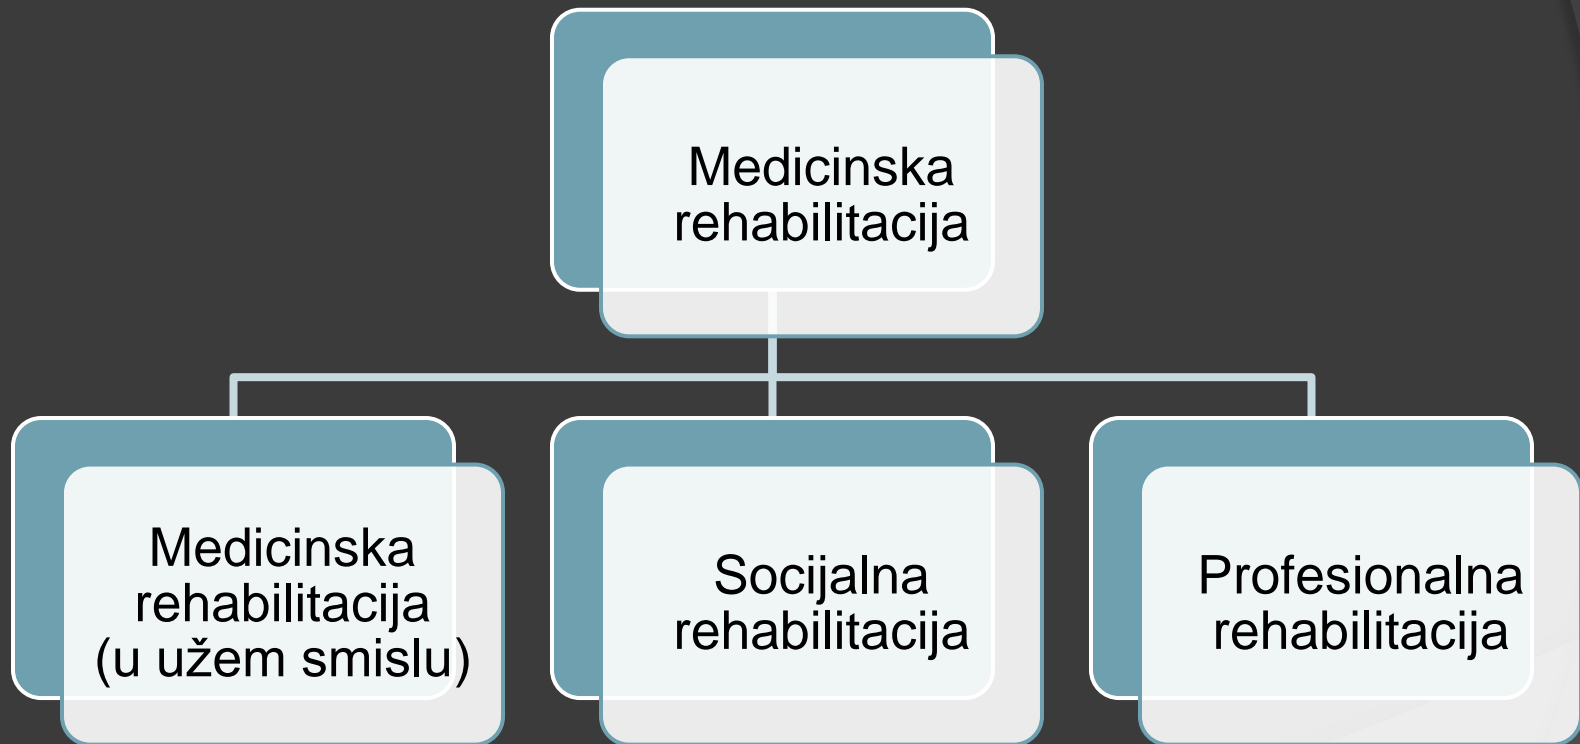 Medicinska
rehabilitacija
Medicinska
rehabilitacija
(u užem smislu)
Socijalna
rehabilitacija
Profesionalna
rehabilitacija